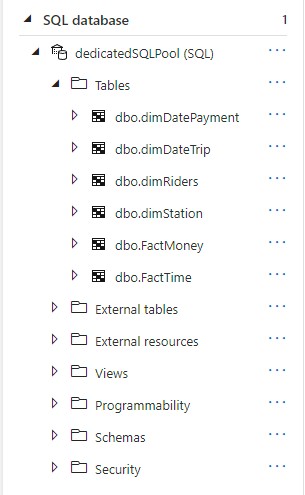 SQL database 1
dedicatedSQLPool (SQL) ...
Tables ...
dbo.dimDatePayment ...
dbo.dimDateTrip ...
dbo.dimRiders ...
dbo.dimStation ...
dbo.FactMoney ...
dbo.FactTime ...
External tables ...
External resources ...
Views ...
Programmability ...
Schemas ...
Security ...